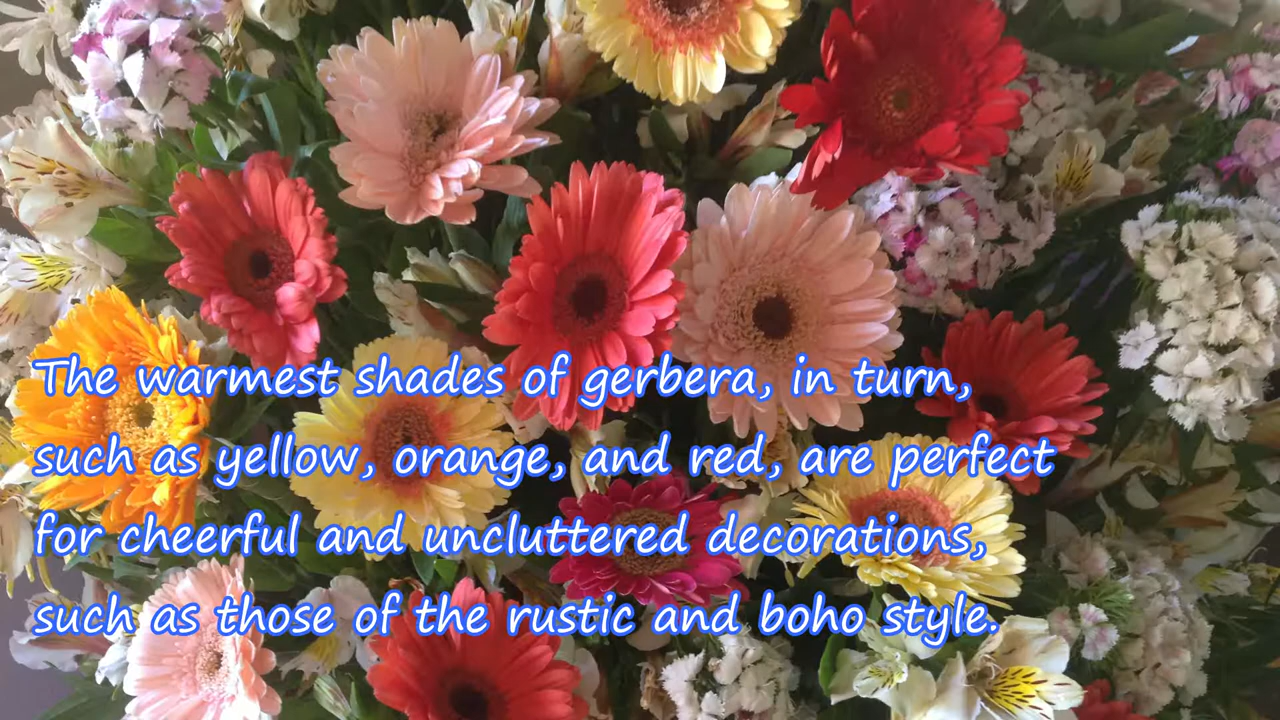 The warmest shades of gerbera, in turn,
such as yellow, orange, and red, are perfect
for cheerful and uncluttered decorations,
such as those of the rustic and boho style.